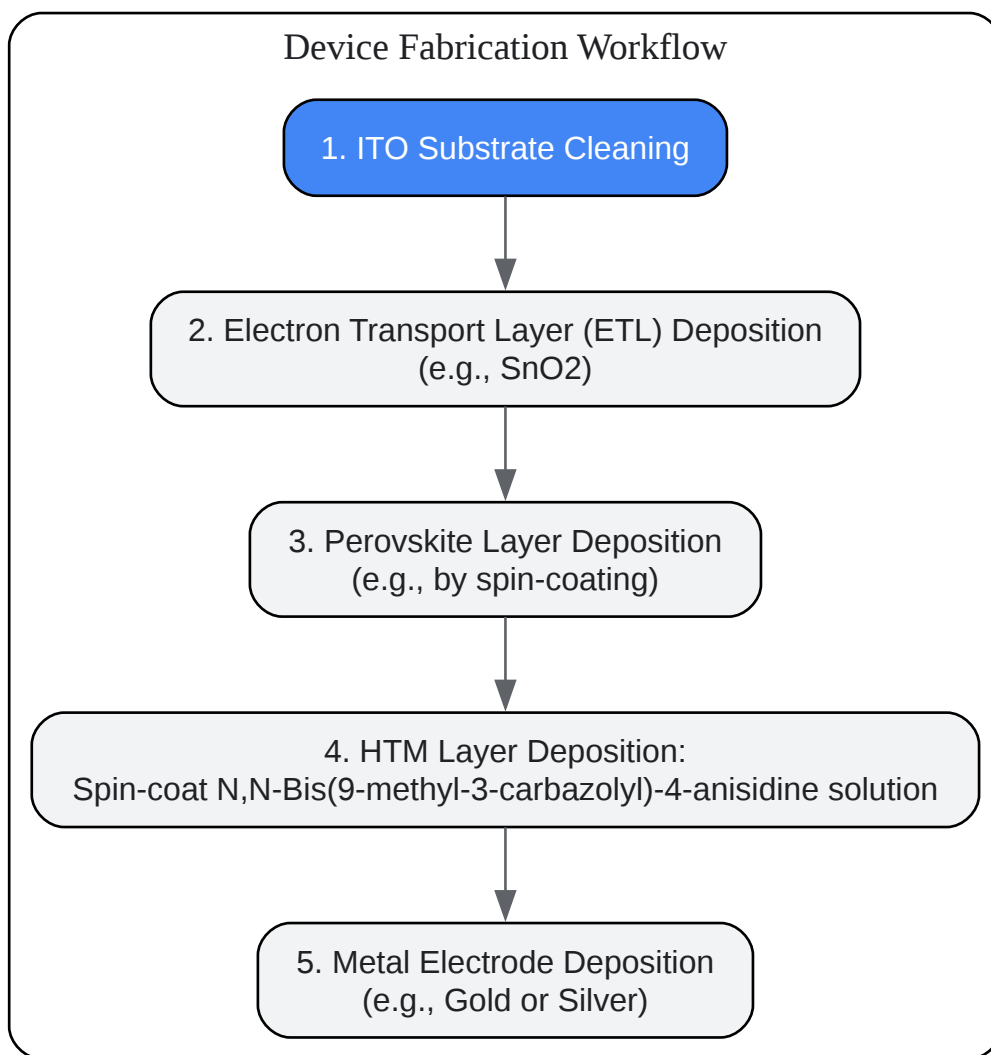 Device Fabrication Workflow
1. ITO Substrate Cleaning
2. Electron Transport Layer (ETL) Deposition
(e.g., SnO2)
3. Perovskite Layer Deposition
(e.g., by spin-coating)
4. HTM Layer Deposition:
Spin-coat N,N-Bis(9-methyl-3-carbazolyl)-4-anisidine solution
5. Metal Electrode Deposition
(e.g., Gold or Silver)